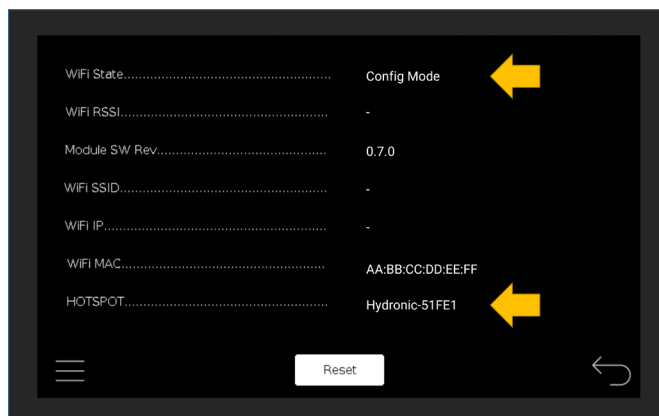 WiFi State.................................................... Config Mode
WiFi RSSI.................................................... -
Module SW Rev.......................................... 0.7.0
WiFi SSID.................................................... -
WiFi IP........................................................ -
WiFi MAC................................................... AA:BB:CC:DD:EE:FF
HOTSPOT................................................... Hydronic-51FE1
Reset